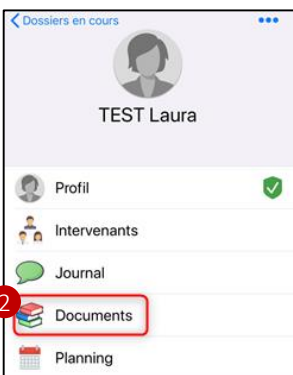 Dossiers en cours
TEST Laura
Profil
Intervenants
Journal
2
Documents
Planning